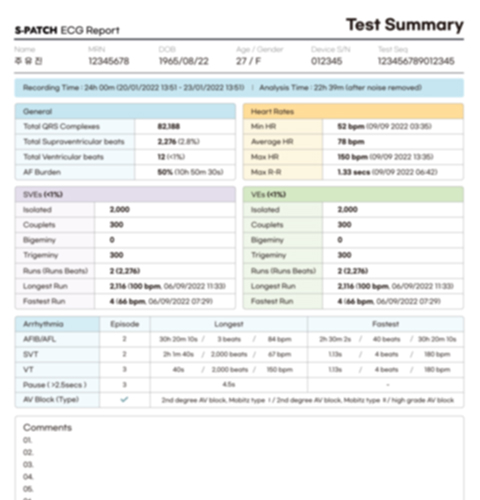 S-PATCH ECG Report
Test Summary
Name MRN DOB Age / Gender Device S/N Test Seq
주 유 진 12345678 1965/08/22 27 / F 012345 123456789012345
Recording Time : 24h 00m (20/01/2022 13:51 - 23/01/2022 13:51) | Analysis Time : 22h 39m (after noise removed)
General
Total QRS Complexes 82,188
Total Supraventricular beats 2,276 (2.8%)
Total Ventricular beats 12 (<1%)
AF Burden 50% (10h 50m 30s)
Heart Rates
Min HR 52 bpm (09/09 2022 03:35)
Average HR 78 bpm
Max HR 150 bpm (09/09 2022 13:35)
Max R-R 1.33 secs (09/09 2022 06:42)
SVEs (<1%)
Isolated 2,000
Couplets 300
Bigeminy 0
Trigeminy 300
Runs (Runs Beats) 2 (2,276)
Longest Run 2,116 (100 bpm, 06/09/2022 11:33)
Fastest Run 4 (66 bpm, 06/09/2022 07:29)
VEs (<1%)
Isolated 2,000
Couplets 300
Bigeminy 0
Trigeminy 300
Runs (Runs Beats) 2 (2,276)
Longest Run 2,116 (100 bpm, 06/09/2022 11:33)
Fastest Run 4 (66 bpm, 06/09/2022 07:29)
Arrhythmia Episode Longest Fastest
AFIB/AFL 2 30h 20m 10s / 3 beats / 84 bpm 2h 30m 2s / 40 beats / 30h 20m 10s
SVT 2 2h 1m 40s / 2,000 beats / 67 bpm 1.13s / 4 beats / 180 bpm
VT 3 40s / 2,000 beats / 150 bpm 1.13s / 4 beats / 180 bpm
Pause ( >2.5secs ) 3 4.5s -
AV Block (Type) ✓ 2nd degree AV block, Mobitz type I / 2nd degree AV block, Mobitz type II / high grade AV block
Comments
01.
02.
03.
04.
05.